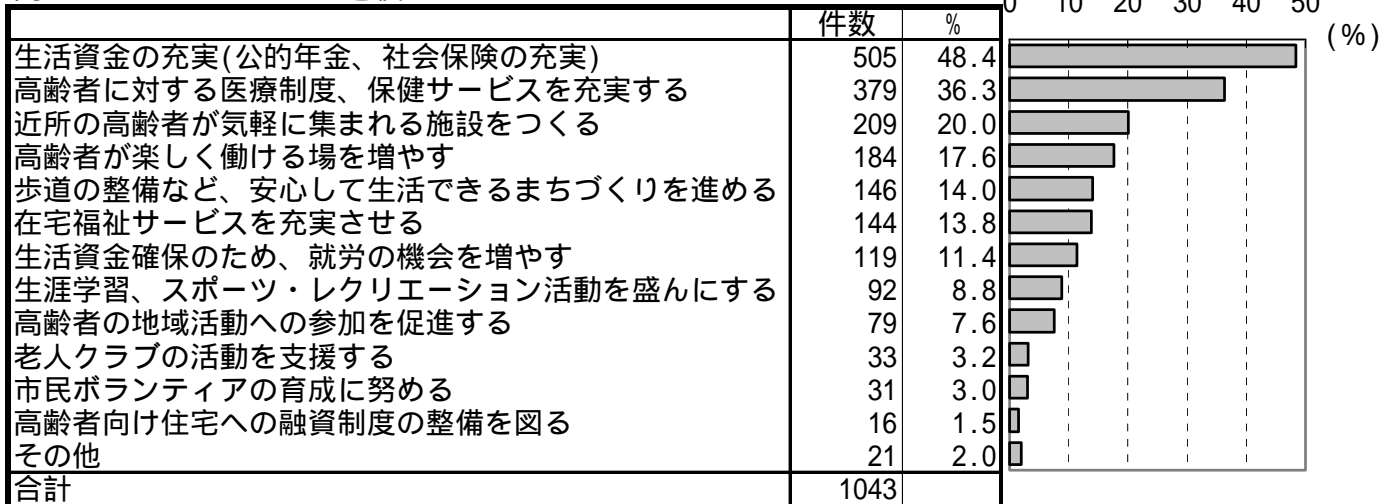 0 10 20 30 40 50
件数 %
(%)
生活資金の充実(公的年金、社会保険の充実) 505 48.4
高齢者に対する医療制度、保健サービスを充実する 379 36.3
近所の高齢者が気軽に集まれる施設をつくる 209 20.0
高齢者が楽しく働ける場を増やす 184 17.6
歩道の整備など、安心して生活できるまちづくりを進める 146 14.0
在宅福祉サービスを充実させる 144 13.8
生活資金確保のため、就労の機会を増やす 119 11.4
生涯学習、スポーツ・レクリエーション活動を盛んにする 92 8.8
高齢者の地域活動への参加を促進する 79 7.6
老人クラブの活動を支援する 33 3.2
市民ボランティアの育成に努める 31 3.0
高齢者向け住宅への融資制度の整備を図る 16 1.5
その他 21 2.0
合計 1043